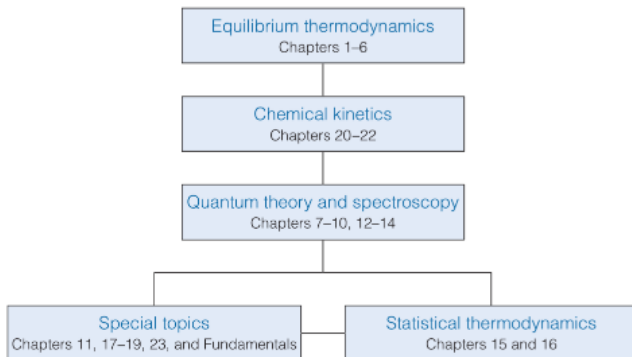 Equilibrium thermodynamics
Chapters 1–6
Chemical kinetics
Chapters 20–22
Quantum theory and spectroscopy
Chapters 7–10, 12–14
Special topics
Chapters 11, 17–19, 23, and Fundamentals
Statistical thermodynamics
Chapters 15 and 16